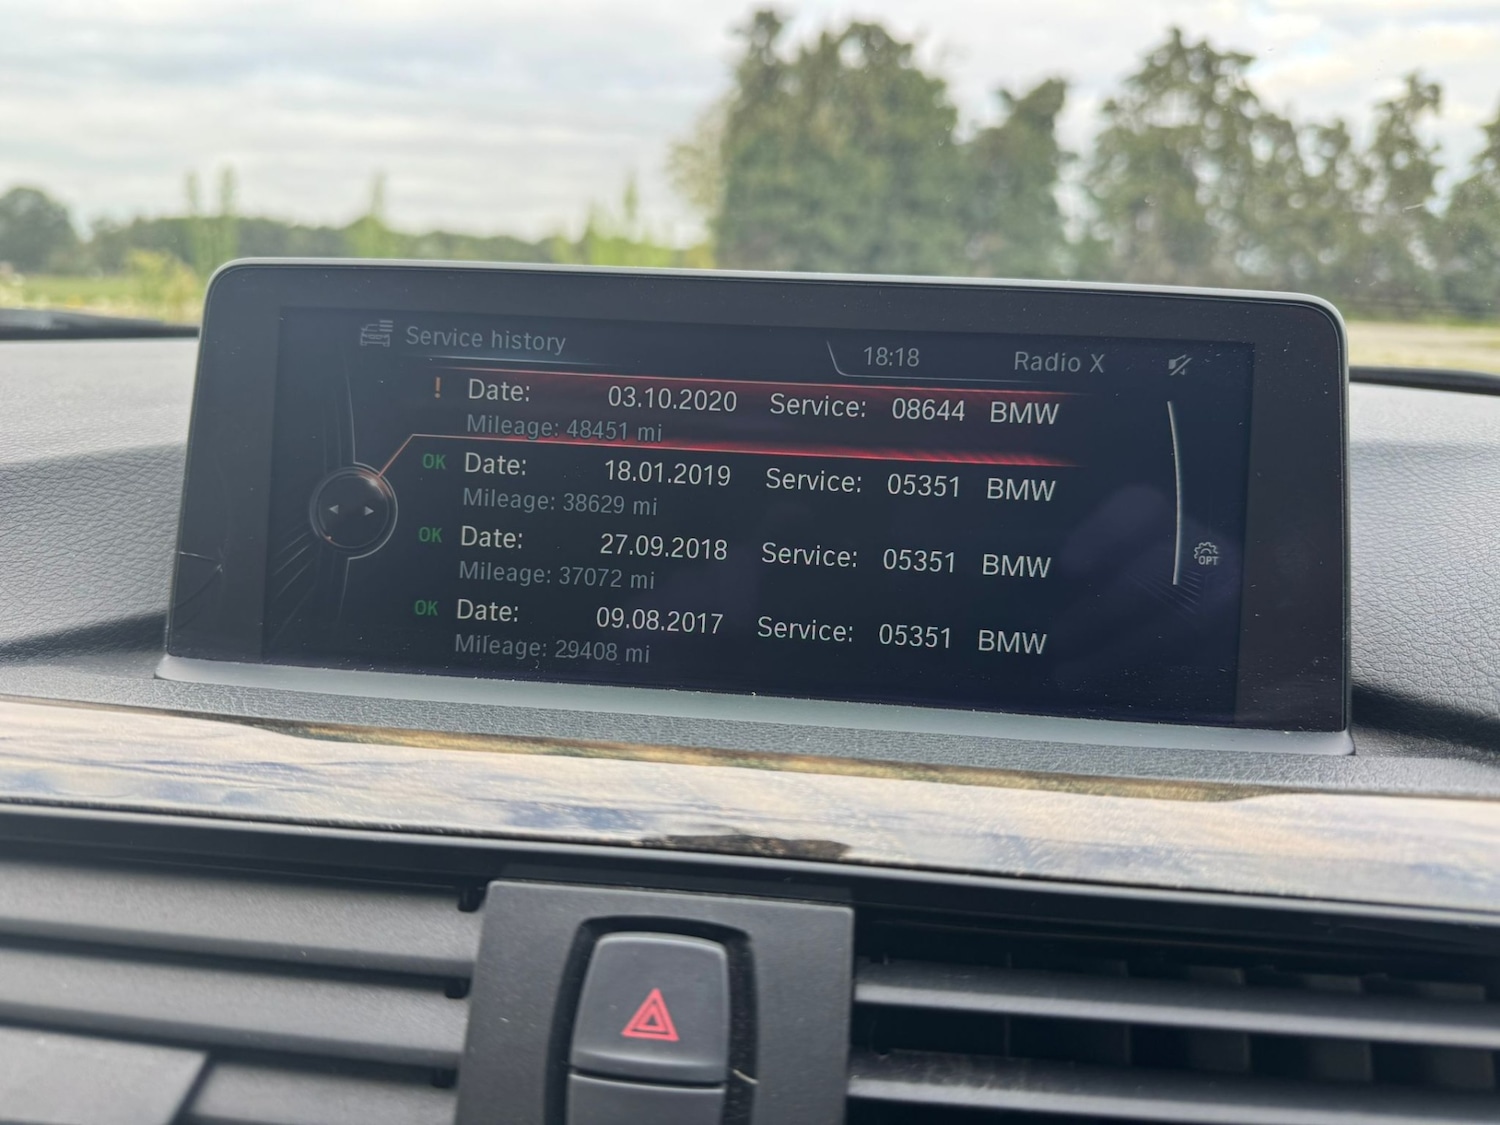 Service history 18:18 Radio X
! Date: 03.10.2020 Service: 08644 BMW
Mileage: 48451 mi
OK Date: 18.01.2019 Service: 05351 BMW
Mileage: 38629 mi
OK Date: 27.09.2018 Service: 05351 BMW
Mileage: 37072 mi
OPT
OK Date: 09.08.2017 Service: 05351 BMW
Mileage: 29408 mi